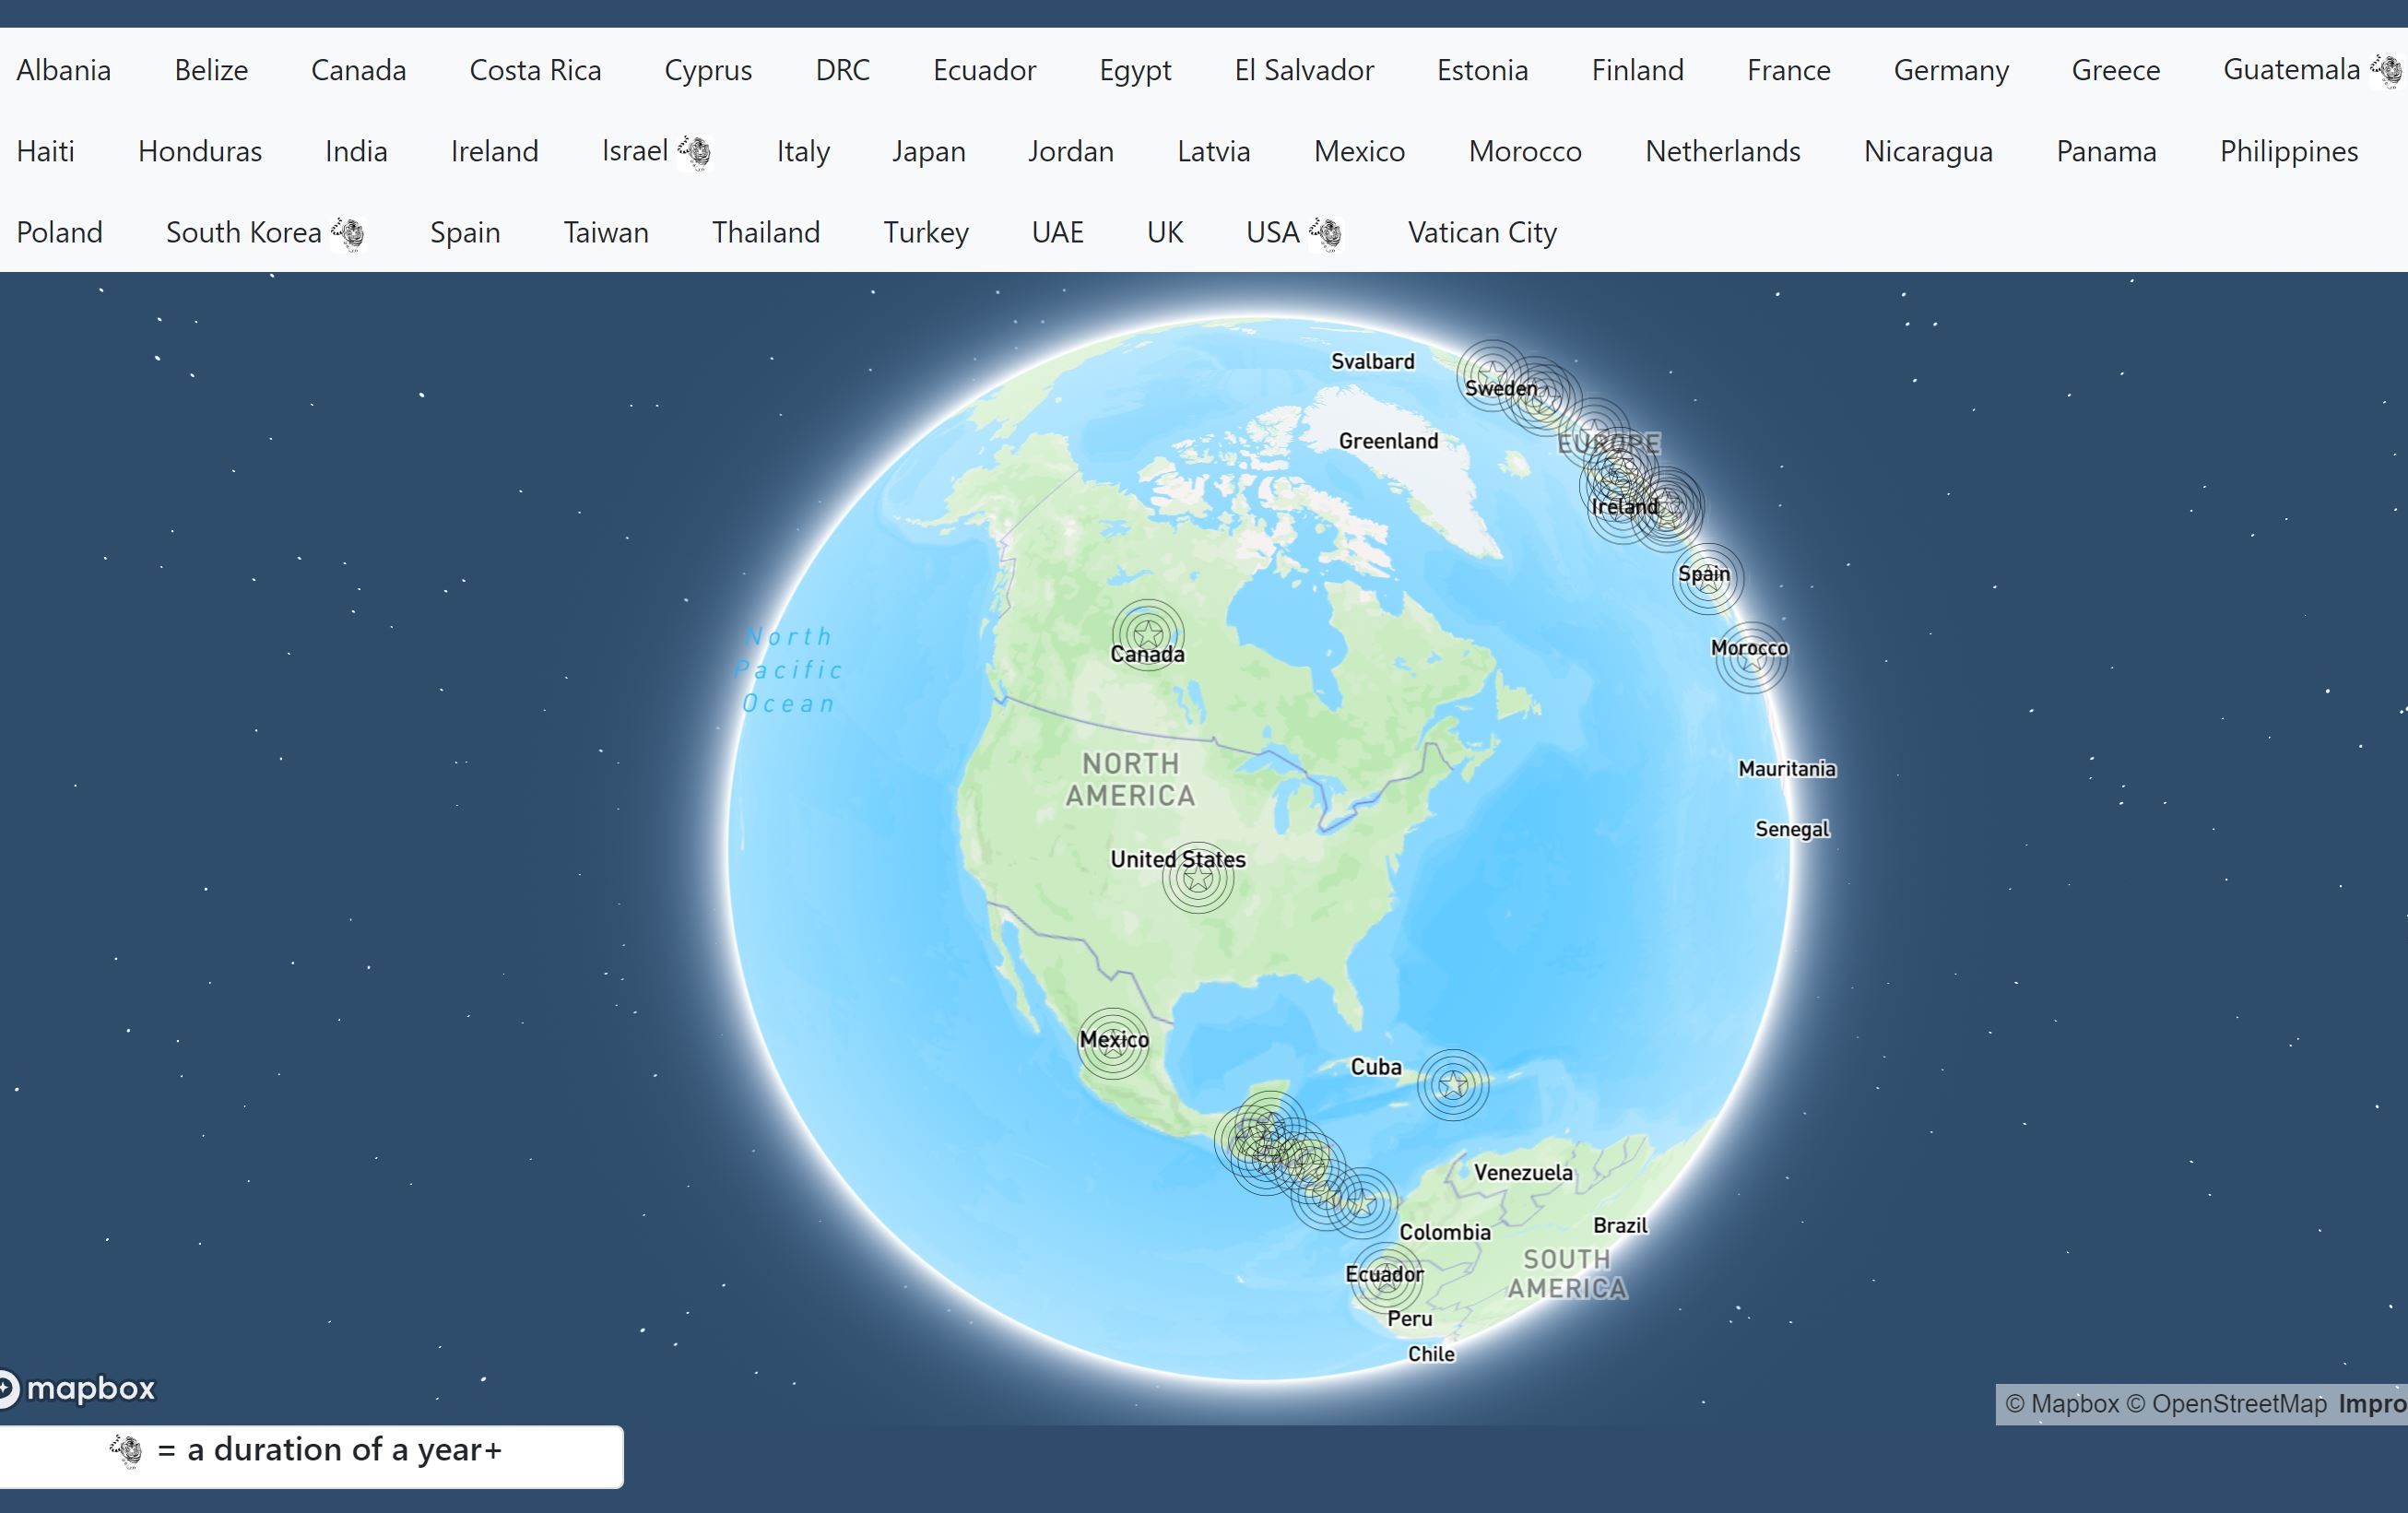 Albania Belize Canada Costa Rica Cyprus DRC Ecuador Egypt El Salvador Estonia Finland France Germany Greece Guatemala
Haiti Honduras India Ireland Israel Italy Japan Jordan Latvia Mexico Morocco Netherlands Nicaragua Panama Philippines
Poland South Korea Spain Taiwan Thailand Turkey UAE UK USA Vatican City
Svalbard
Sweden
Greenland
EUROPE
Ireland
Spain
North
Pacific
Ocean
Canada
Morocco
NORTH
AMERICA
Mauritania
Senegal
United States
Mexico
Cuba
Venezuela
Colombia
Brazil
SOUTH
AMERICA
Ecuador
Peru
Chile
mapbox
© Mapbox © OpenStreetMap Impro
= a duration of a year+